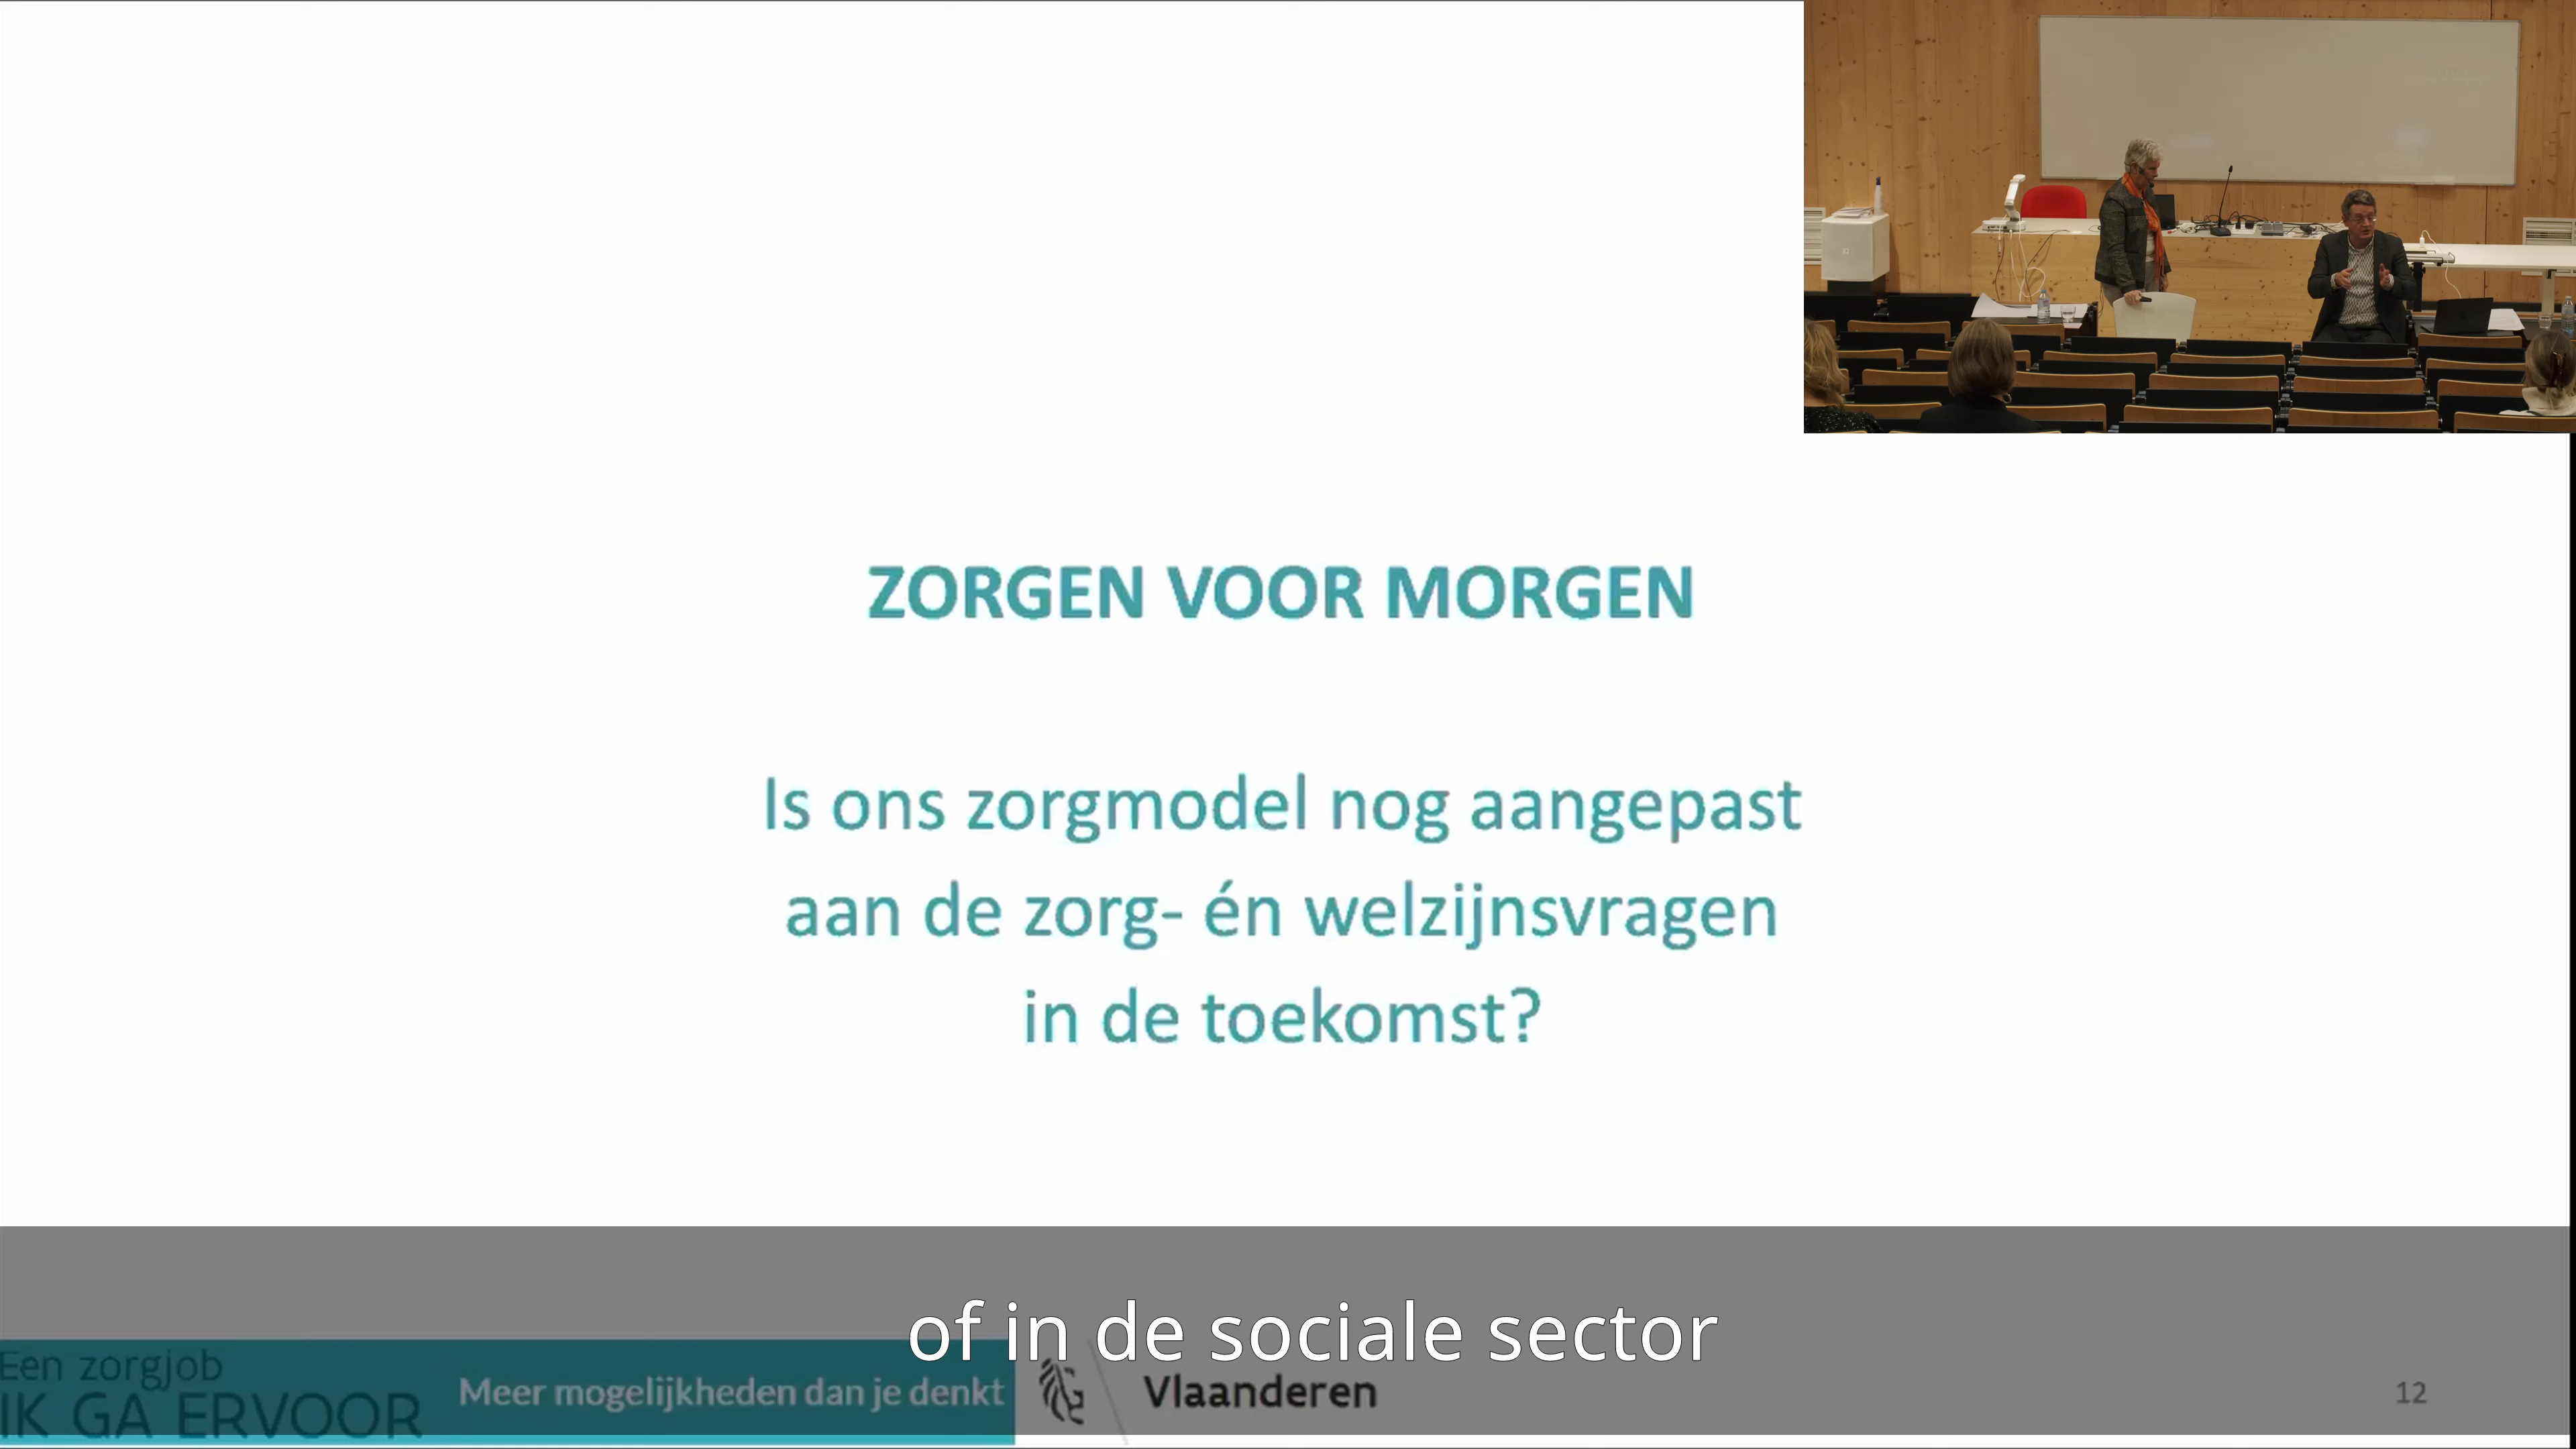 ZORGEN VOOR MORGEN
Is ons zorgmodel nog aangepast
aan de zorg- én welzijnsvragen
in de toekomst?
of in de sociale sector
Een zorgjob
IK GA ERVOOR
Meer mogelijkheden dan je denkt
Vlaanderen
12